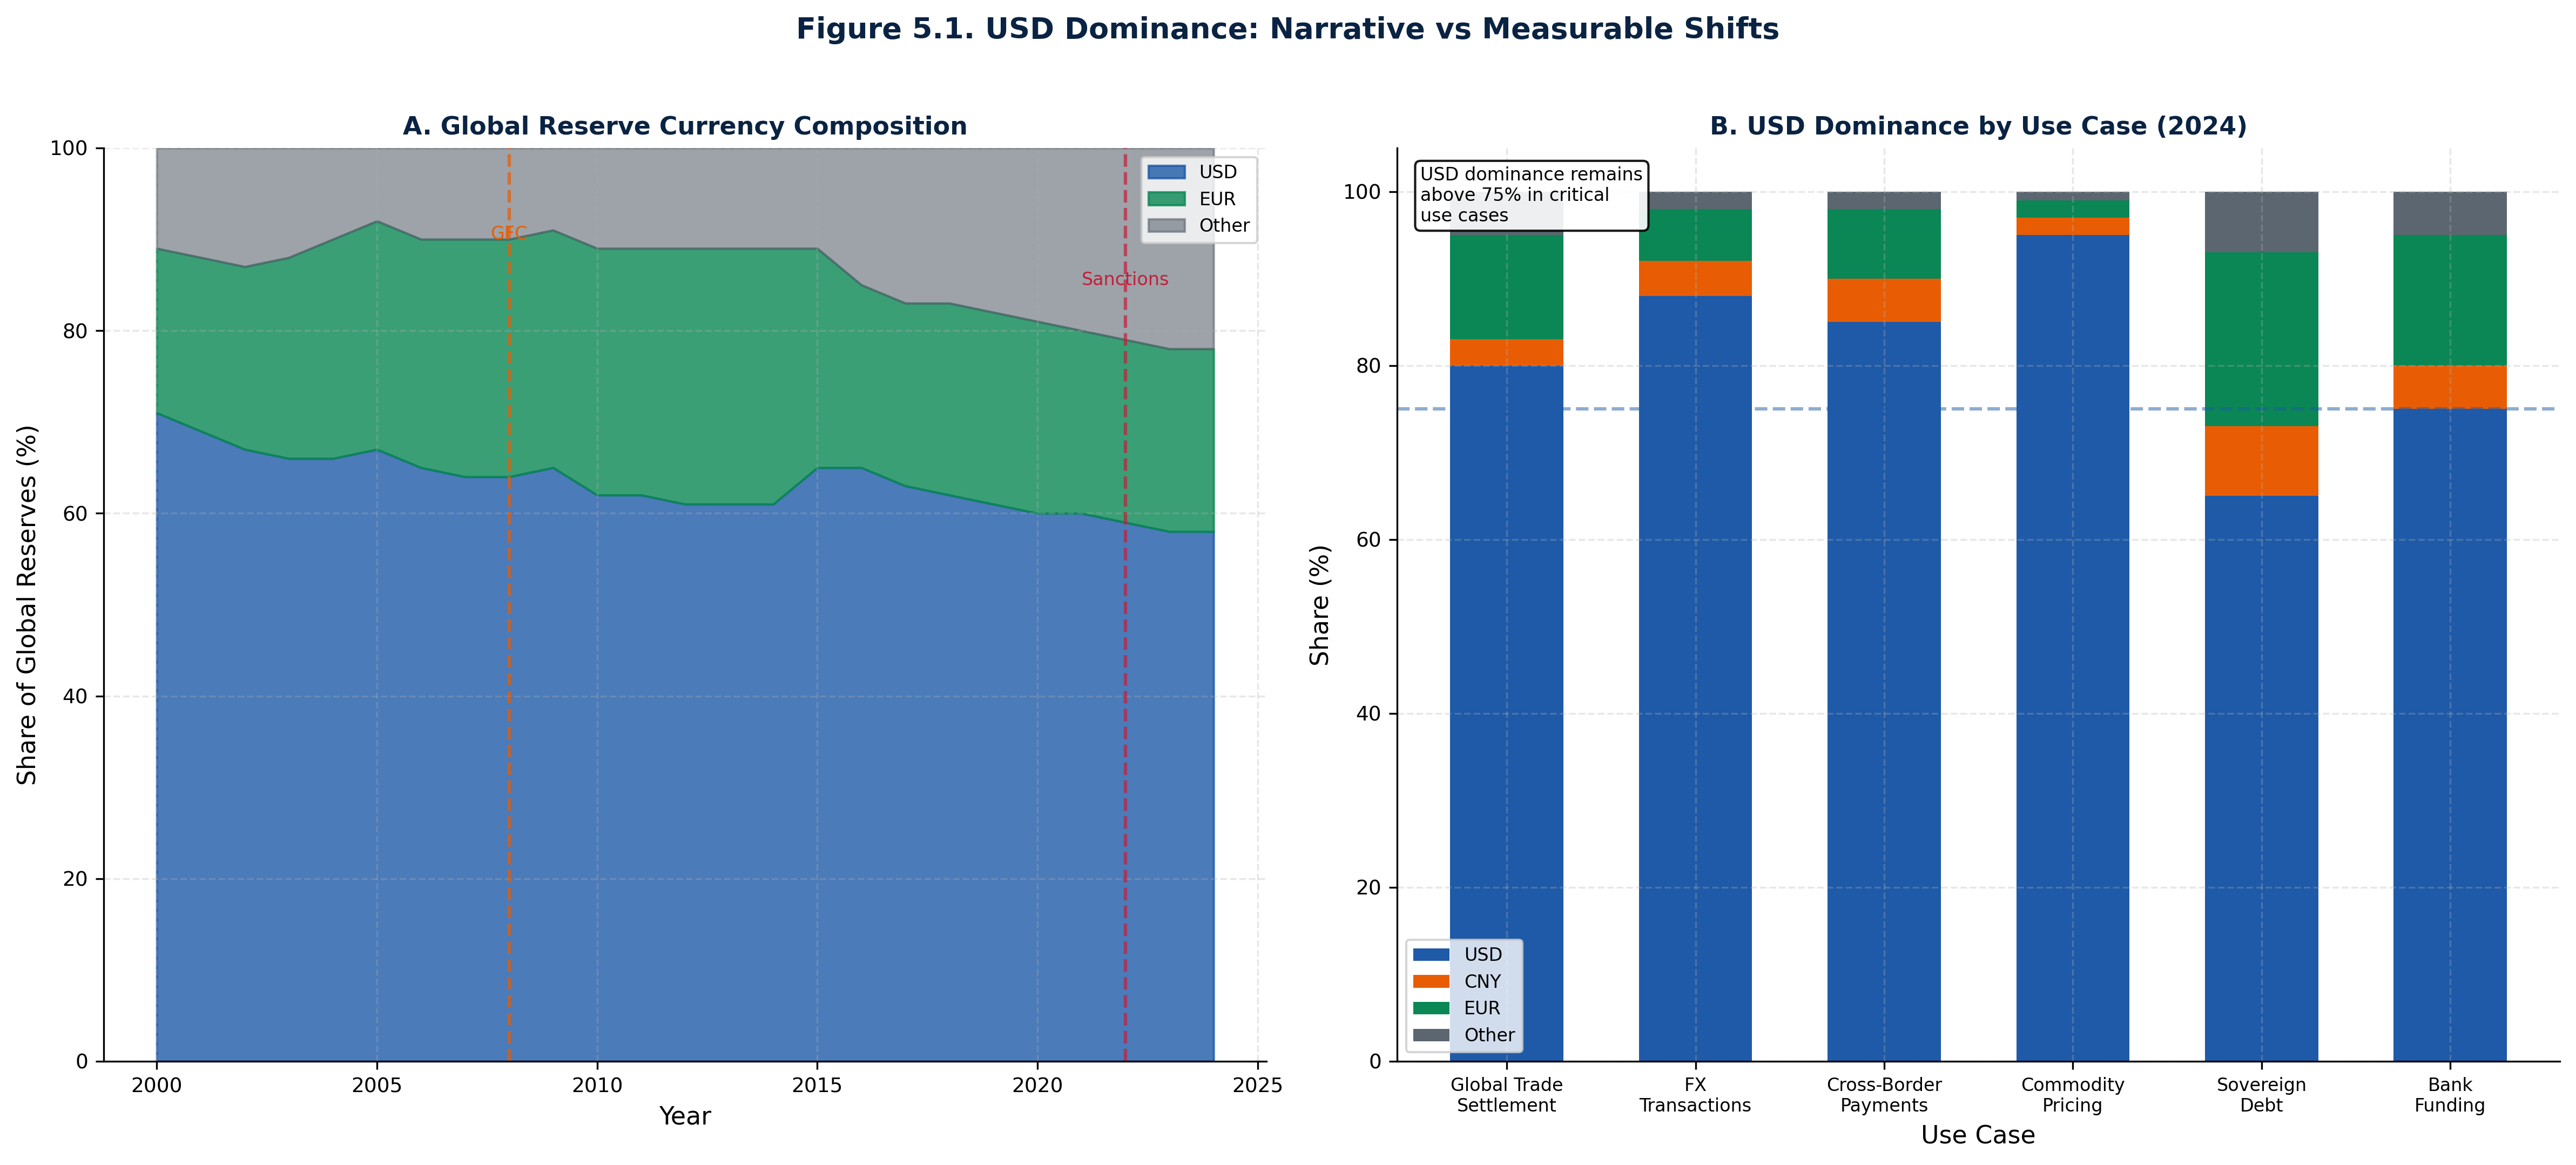 Figure 5.1. USD Dominance: Narrative vs Measurable Shifts
A. Global Reserve Currency Composition
Share of Global Reserves (%)
100
80
60
40
20
0
USD
EUR
Other
GFC
Sanctions
2000
2005
2010
2015
2020
2025
Year
B. USD Dominance by Use Case (2024)
Share (%)
100
80
60
40
20
0
USD dominance remains
above 75% in critical
use cases
USD
CNY
EUR
Other
Global Trade
Settlement
FX
Transactions
Cross-Border
Payments
Commodity
Pricing
Sovereign
Debt
Bank
Funding
Use Case